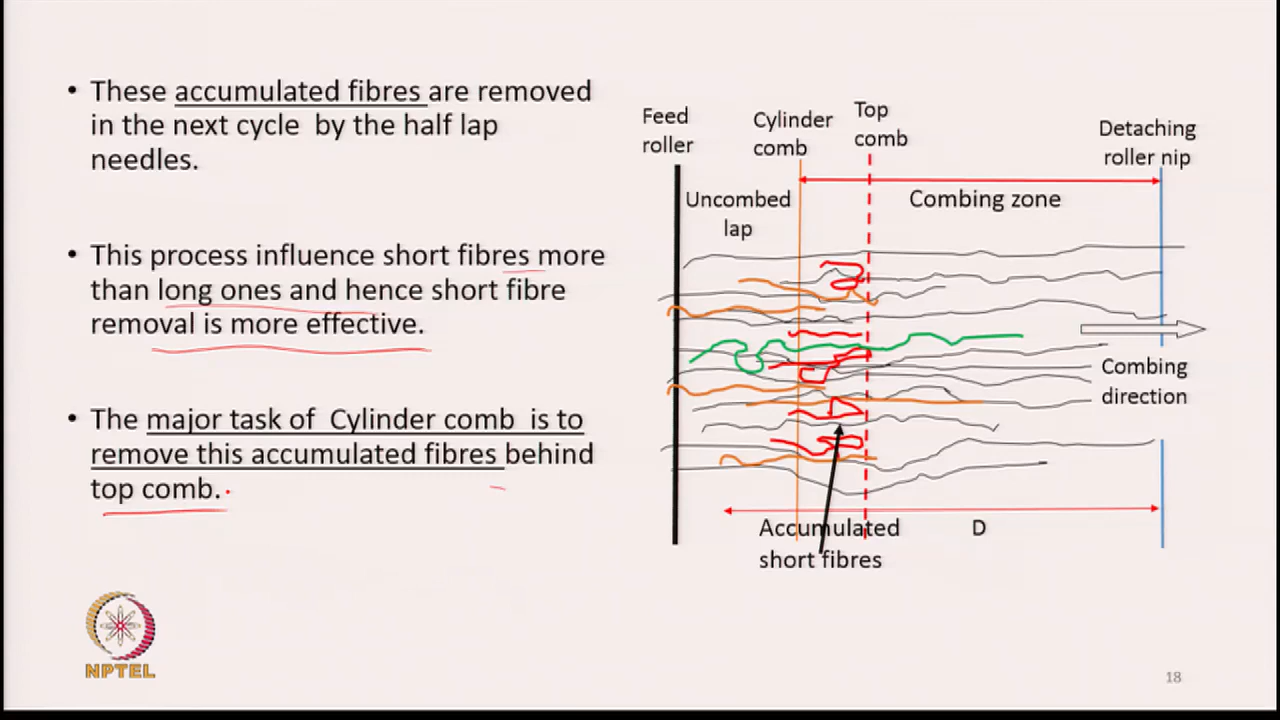 • These accumulated fibres are removed
in the next cycle by the half lap
needles.
• This process influence short fibres more
than long ones and hence short fibre
removal is more effective.
• The major task of Cylinder comb is to
remove this accumulated fibres behind
top comb.
Feed
roller
Cylinder
comb
Top
comb
Detaching
roller nip
Uncombed
lap
Combing zone
Combing
direction
Accumulated
short fibres
D
NPTEL
18